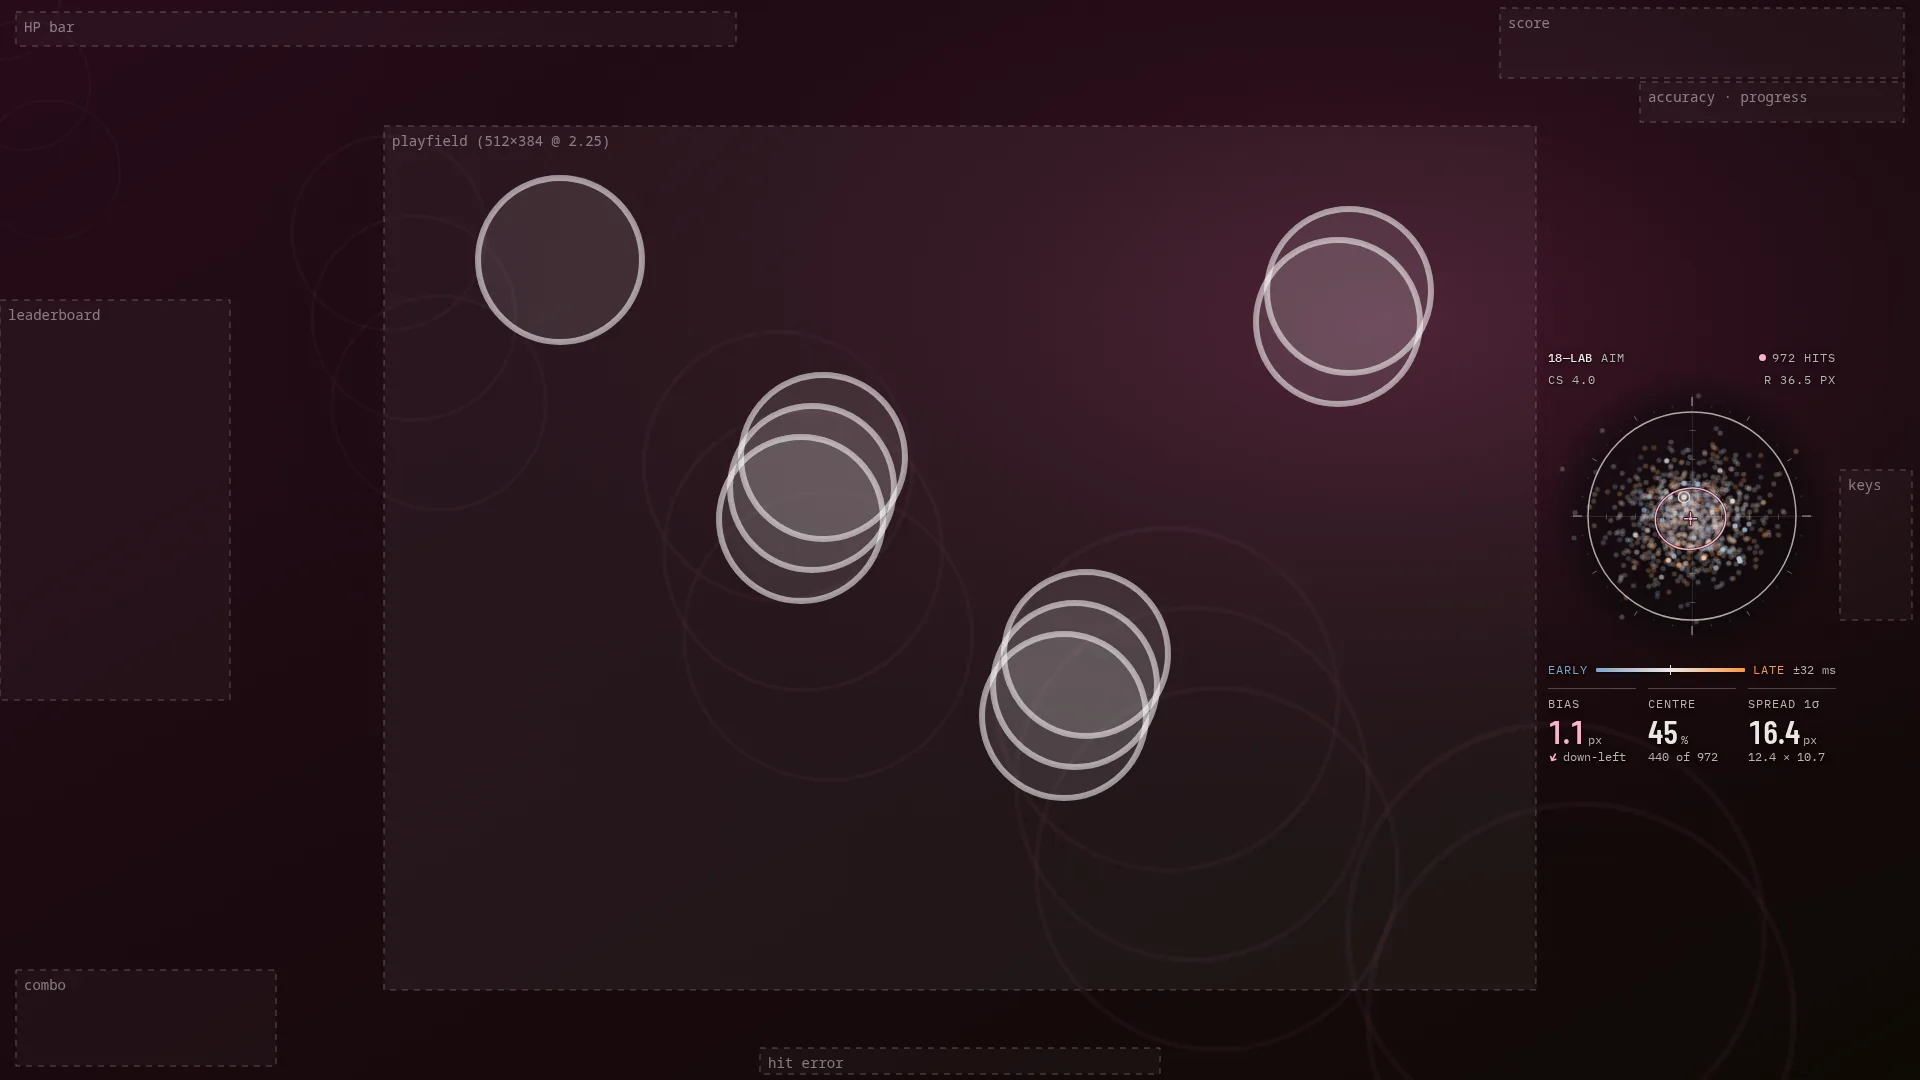 HP bar
score
accuracy · progress
playfield (512×384 @ 2.25)
leaderboard
18—LAB AIM
972 HITS
CS 4.0
R 36.5 PX
keys
EARLY
LATE ±32 ms
BIAS
CENTRE
SPREAD 1σ
1.1 px
45 %
16.4 px
↙ down-left
440 of 972
12.4 × 10.7
combo
hit error